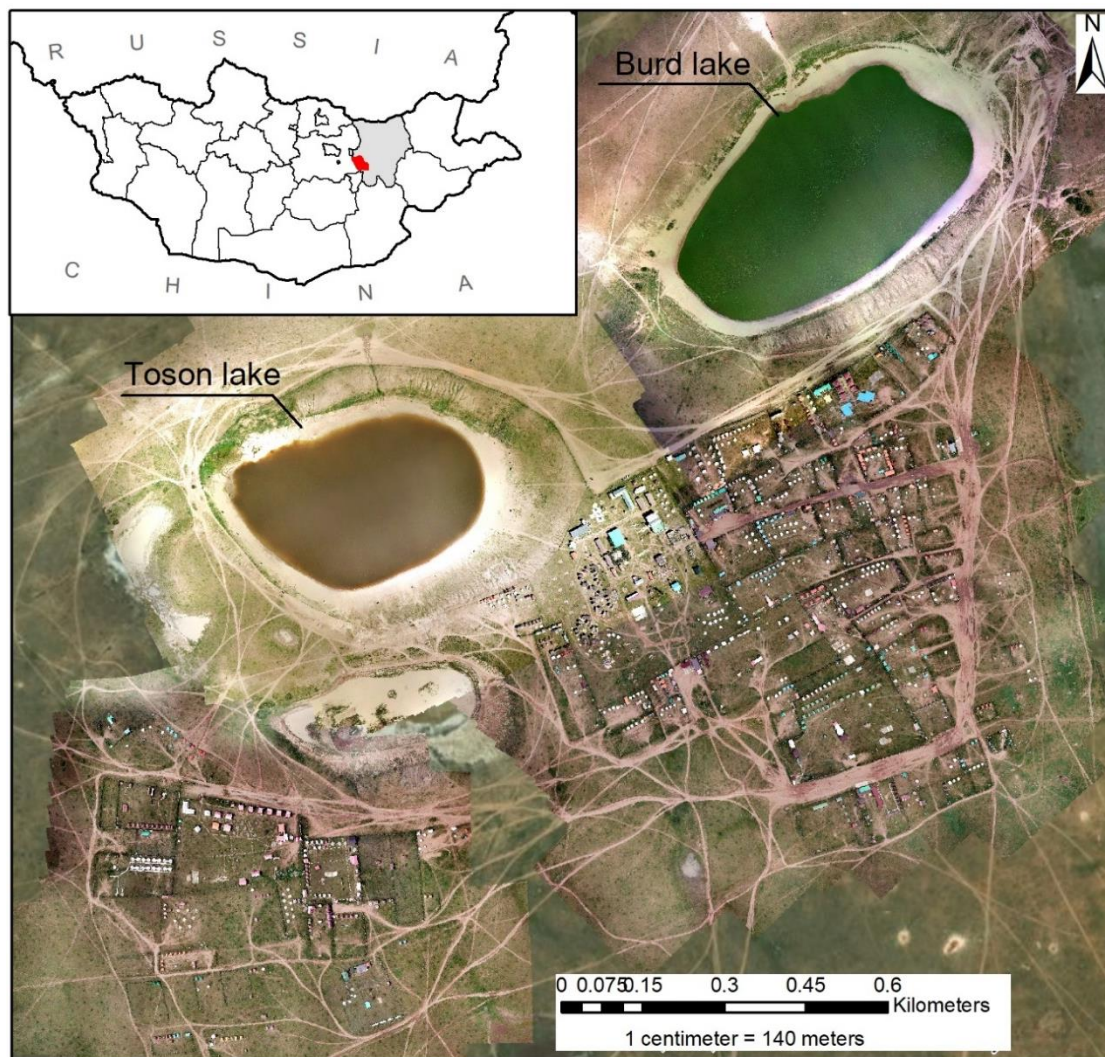 R U S S I A
C H I N A
N
Burd lake
Toson lake
0 0.075 0.15 0.3 0.45 0.6
Kilometers
1 centimeter = 140 meters